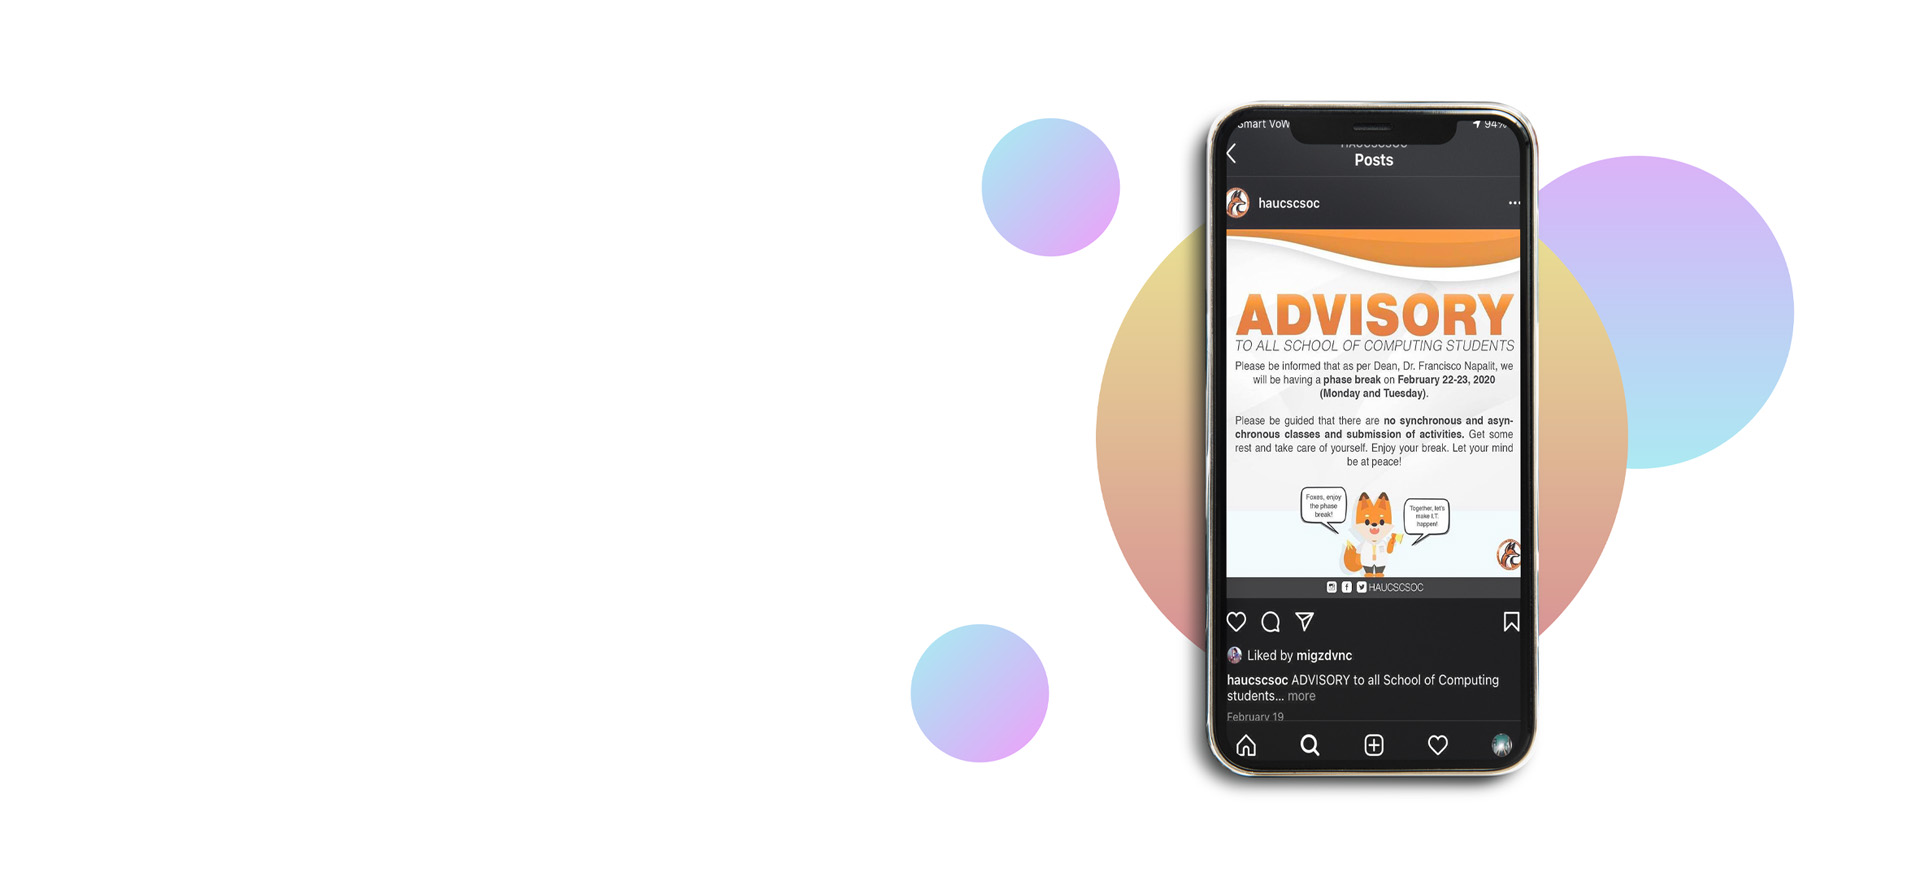 Smart VoW
94%
HAUCSCSOC
Posts
haucscsoc
ADVISORY
TO ALL SCHOOL OF COMPUTING STUDENTS
Please be informed that as per Dean, Dr. Francisco Napalit, we
will be having a phase break on February 22-23, 2020
(Monday and Tuesday).
Please be guided that there are no synchronous and asyn-
chronous classes and submission of activities. Get some
rest and take care of yourself. Enjoy your break. Let your mind
be at peace!
Foxes, enjoy
the phase
break!
Together, let's
make I.T.
happen!
HAUCSCSOC
Liked by migzdvnc
haucscsoc ADVISORY to all School of Computing
students... more
February 19